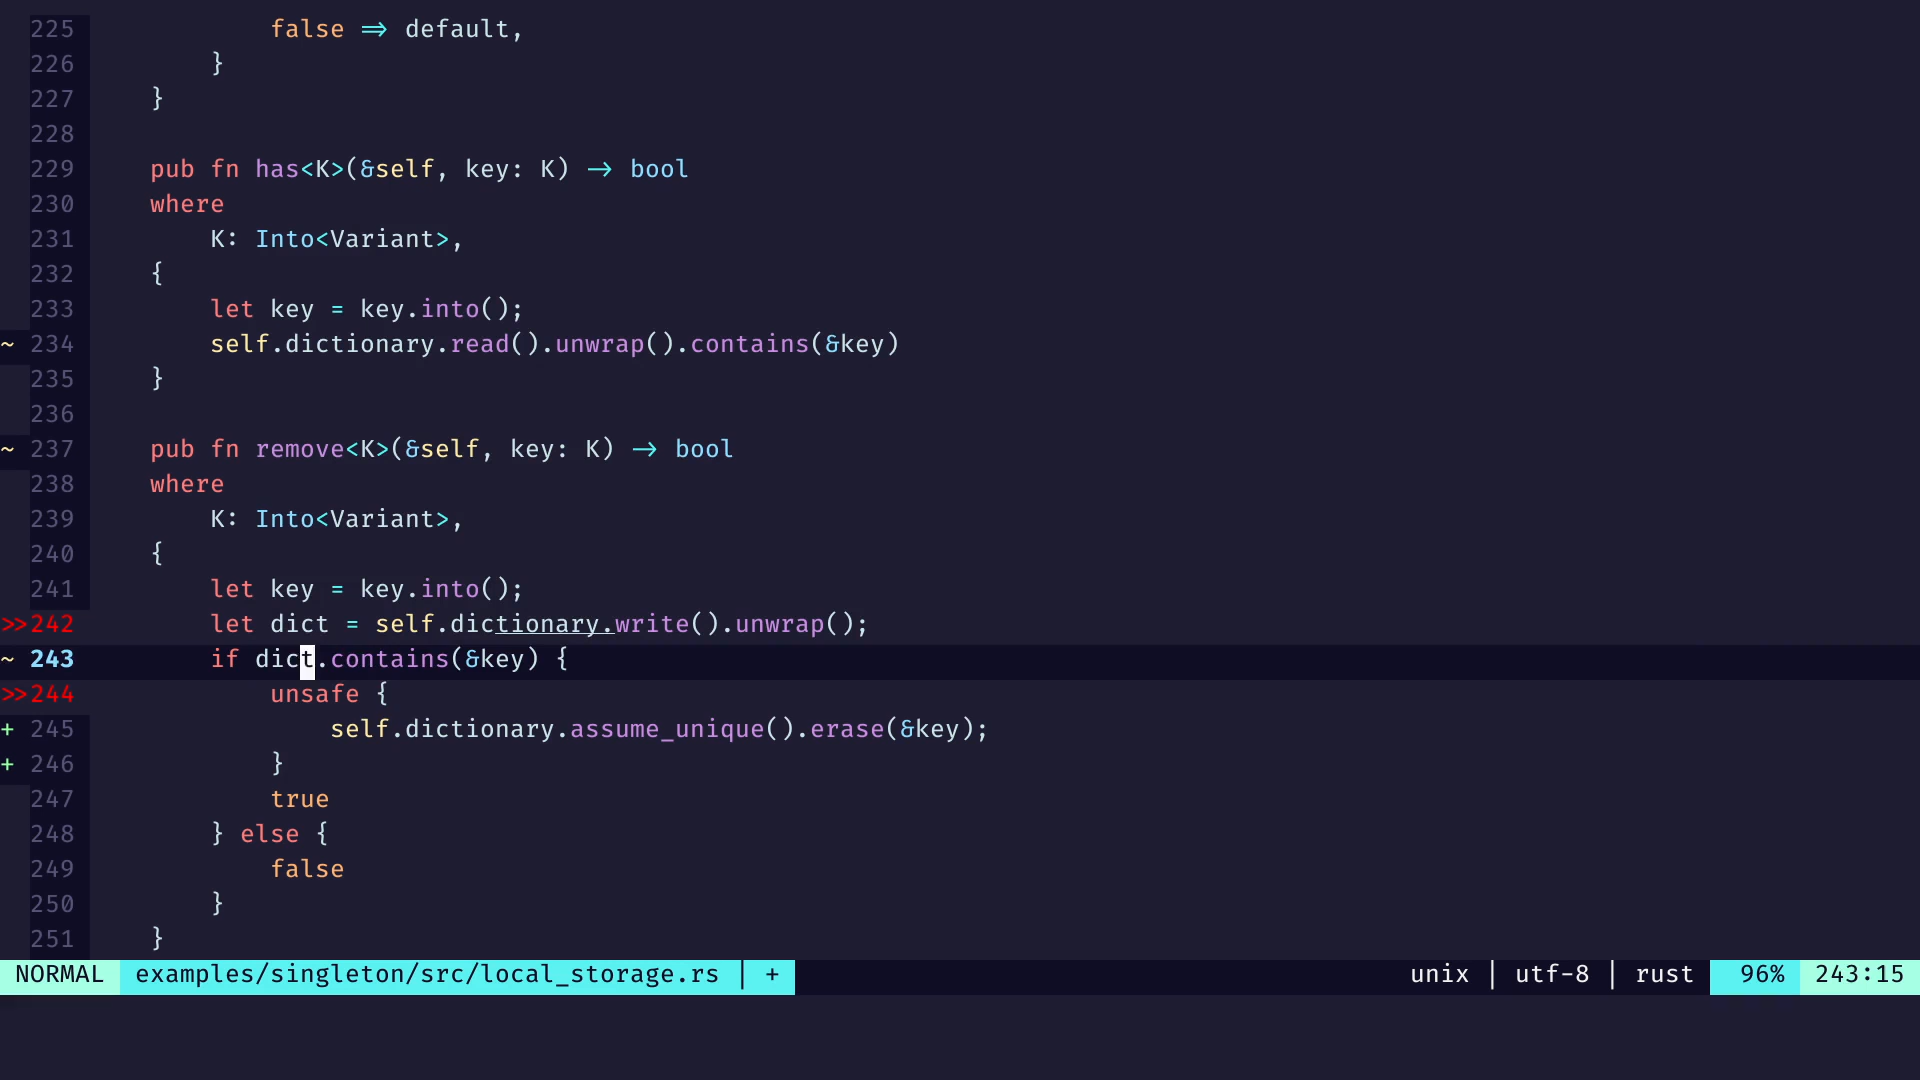 225             false => default,
226         }
227     }
228
229     pub fn has<K>(&self, key: K) -> bool
230     where
231         K: Into<Variant>,
232     {
233         let key = key.into();
~ 234         self.dictionary.read().unwrap().contains(&key)
235     }
236
~ 237     pub fn remove<K>(&self, key: K) -> bool
238     where
239         K: Into<Variant>,
240     {
241         let key = key.into();
>>242         let dict = self.dictionary.write().unwrap();
~ 243         if dict.contains(&key) {
>>244             unsafe {
+ 245                 self.dictionary.assume_unique().erase(&key);
+ 246             }
247             true
248         } else {
249             false
250         }
251     }
NORMAL examples/singleton/src/local_storage.rs | + unix | utf-8 | rust 96% 243:15